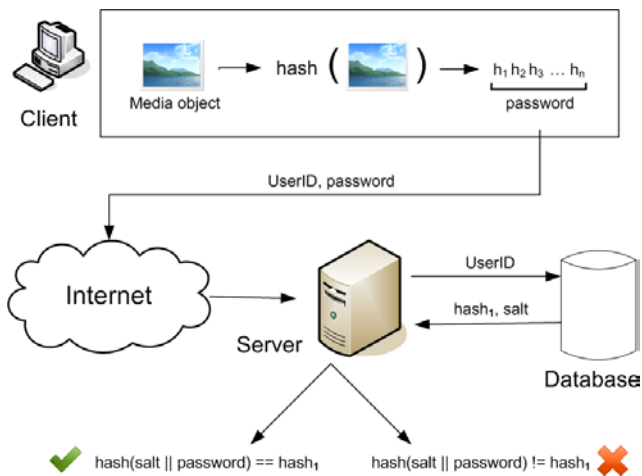 hash ( )
h₁ h₂ h₃ … hₙ
Media object
password
Client
UserID, password
Internet
UserID
hash₁, salt
Server
Database
hash(salt || password) == hash₁
hash(salt || password) != hash₁